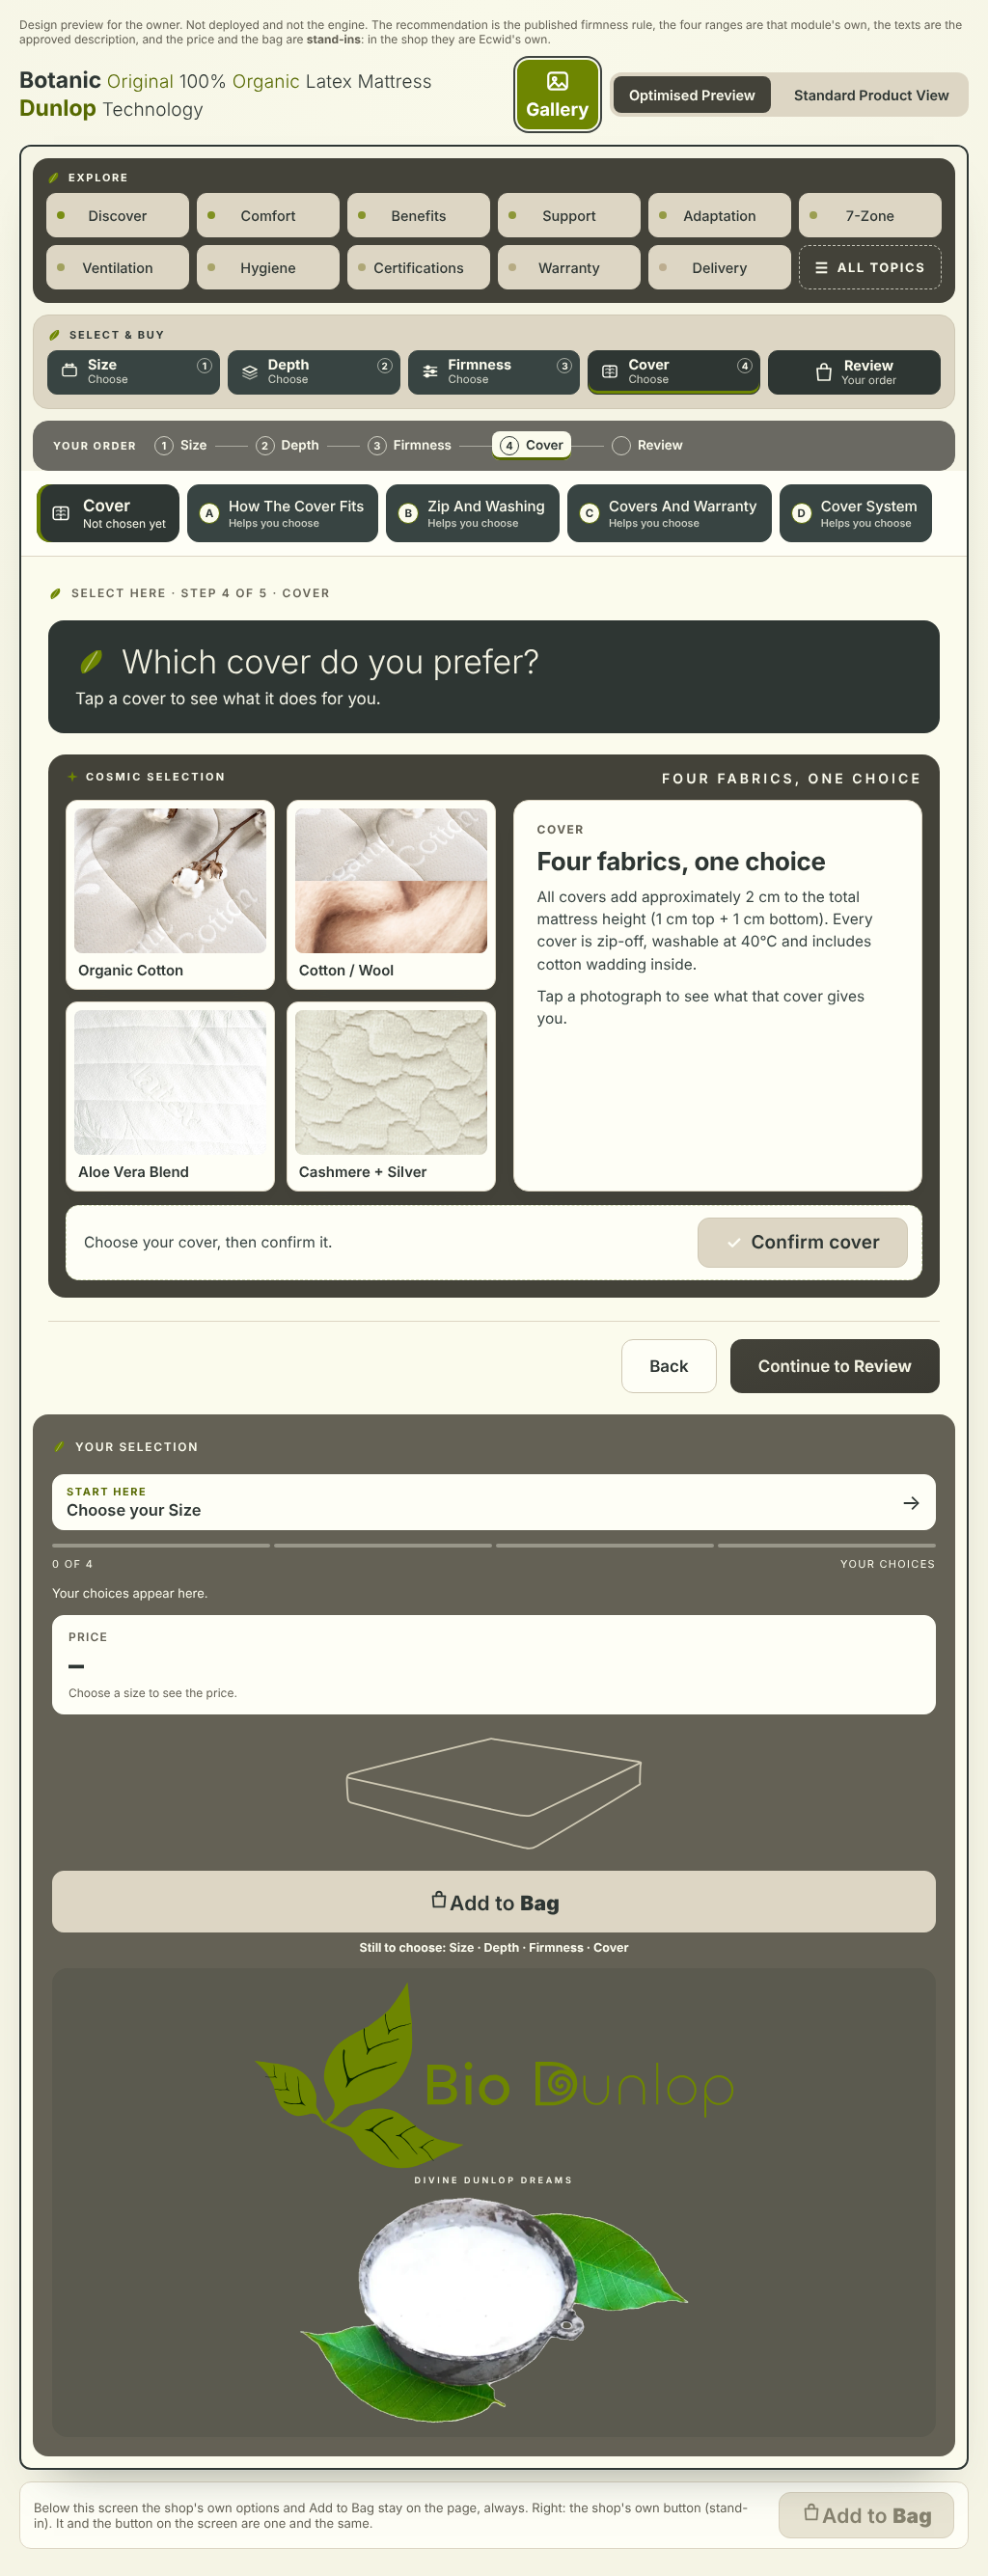 Design preview for the owner. Not deployed and not the engine. The recommendation is the published firmness rule, the four ranges are that module's own, the texts are the
approved description, and the price and the bag are stand-ins: in the shop they are Ecwid's own.
Botanic Original 100% Organic Latex Mattress
Dunlop Technology
Gallery
Optimised Preview
Standard Product View
EXPLORE
Discover
Comfort
Benefits
Support
Adaptation
7-Zone
Ventilation
Hygiene
Certifications
Warranty
Delivery
ALL TOPICS
SELECT & BUY
Size
Choose
1
Depth
Choose
2
Firmness
Choose
3
Cover
Choose
4
Review
Your order
YOUR ORDER
1 Size
2 Depth
3 Firmness
4 Cover
Review
Cover
Not chosen yet
A
How The Cover Fits
Helps you choose
B
Zip And Washing
Helps you choose
C
Covers And Warranty
Helps you choose
D
Cover System
Helps you choose
SELECT HERE · STEP 4 OF 5 · COVER
Which cover do you prefer?
Tap a cover to see what it does for you.
COSMIC SELECTION
FOUR FABRICS, ONE CHOICE
Cotton
Organic Cotton
Cotton
Cotton / Wool
Aloe Vera Blend
Cashmere + Silver
COVER
Four fabrics, one choice
All covers add approximately 2 cm to the total
mattress height (1 cm top + 1 cm bottom). Every
cover is zip-off, washable at 40°C and includes
cotton wadding inside.
Tap a photograph to see what that cover gives
you.
Choose your cover, then confirm it.
Confirm cover
Back
Continue to Review
YOUR SELECTION
START HERE
Choose your Size
0 OF 4
YOUR CHOICES
Your choices appear here.
PRICE
–
Choose a size to see the price.
Add to Bag
Still to choose: Size · Depth · Firmness · Cover
Bio Dunlop
DIVINE DUNLOP DREAMS
Below this screen the shop's own options and Add to Bag stay on the page, always. Right: the shop's own button (stand-
in). It and the button on the screen are one and the same.
Add to Bag